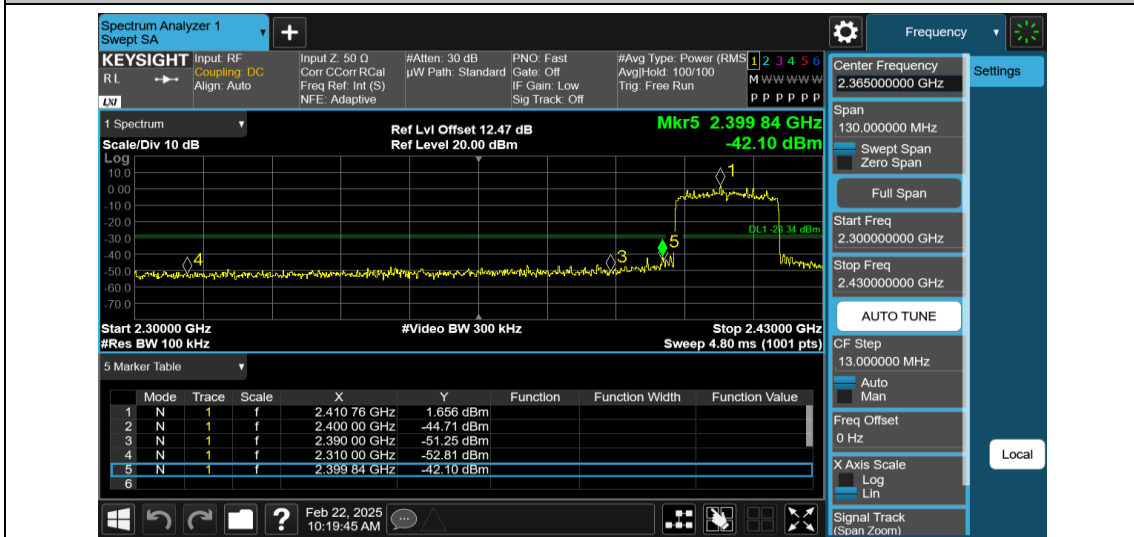 Spectrum Analyzer 1
Swept SA
Frequency
KEYSIGHT
R L
LXI
Input: RF
Coupling: DC
Align: Auto
Input Z: 50 Ω
Corr CCorr RCal
Freq Ref: Int (S)
NFE: Adaptive
#Atten: 30 dB
µW Path: Standard
PNO: Fast
Gate: Off
IF Gain: Low
Sig Track: Off
#Avg Type: Power (RMS
Avg|Hold: 100/100
Trig: Free Run
1 2 3 4 5 6
M W W W W W
P P P P P P
1 Spectrum
Scale/Div 10 dB
Ref Lvl Offset 12.47 dB
Ref Level 20.00 dBm
Mkr5 2.399 84 GHz
-42.10 dBm
Log
10.0
0.00
-10.0
-20.0
-30.0
-40.0
-50.0
-60.0
-70.0
1
DL1 -28.34 dBm
5
3
4
Start 2.30000 GHz
#Video BW 300 kHz
Stop 2.43000 GHz
#Res BW 100 kHz
Sweep 4.80 ms (1001 pts)
5 Marker Table
Mode Trace Scale X Y Function Function Width Function Value
1 N 1 f 2.410 76 GHz 1.656 dBm
2 N 1 f 2.400 00 GHz -44.71 dBm
3 N 1 f 2.390 00 GHz -51.25 dBm
4 N 1 f 2.310 00 GHz -52.81 dBm
5 N 1 f 2.399 84 GHz -42.10 dBm
6
Feb 22, 2025
10:19:45 AM
Center Frequency
2.365000000 GHz
Span
130.000000 MHz
Swept Span
Zero Span
Full Span
Start Freq
2.300000000 GHz
Stop Freq
2.430000000 GHz
AUTO TUNE
CF Step
13.000000 MHz
Auto
Man
Freq Offset
0 Hz
X Axis Scale
Log
Lin
Signal Track
(Span Zoom)
Settings
Local